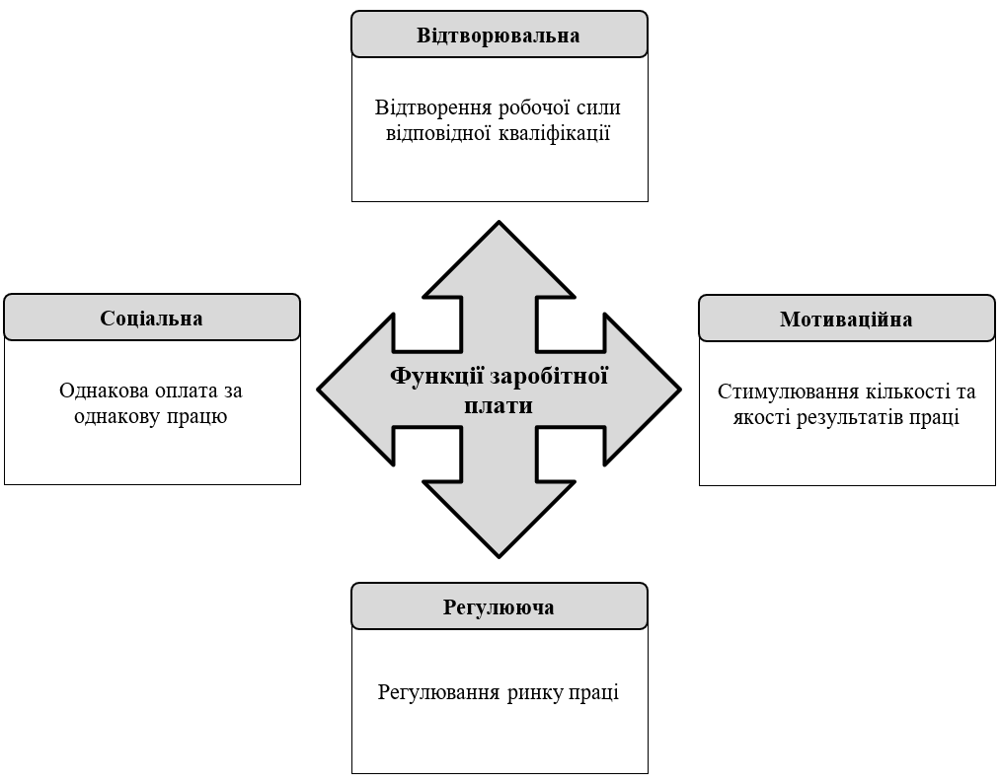 Відтворювальна
Відтворення робочої сили
відповідної кваліфікації
Соціальна
Однакова оплата за
однакову працю
Функції заробітної
плати
Мотиваційна
Стимулювання кількості та
якості результатів праці
Регулююча
Регулювання ринку праці